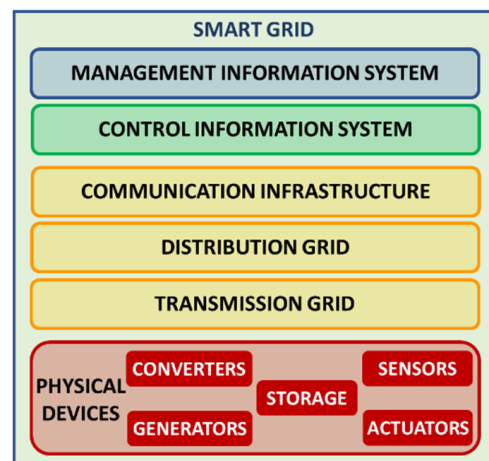 SMART GRID
MANAGEMENT INFORMATION SYSTEM
CONTROL INFORMATION SYSTEM
COMMUNICATION INFRASTRUCTURE
DISTRIBUTION GRID
TRANSMISSION GRID
PHYSICAL
DEVICES
CONVERTERS
SENSORS
STORAGE
GENERATORS
ACTUATORS